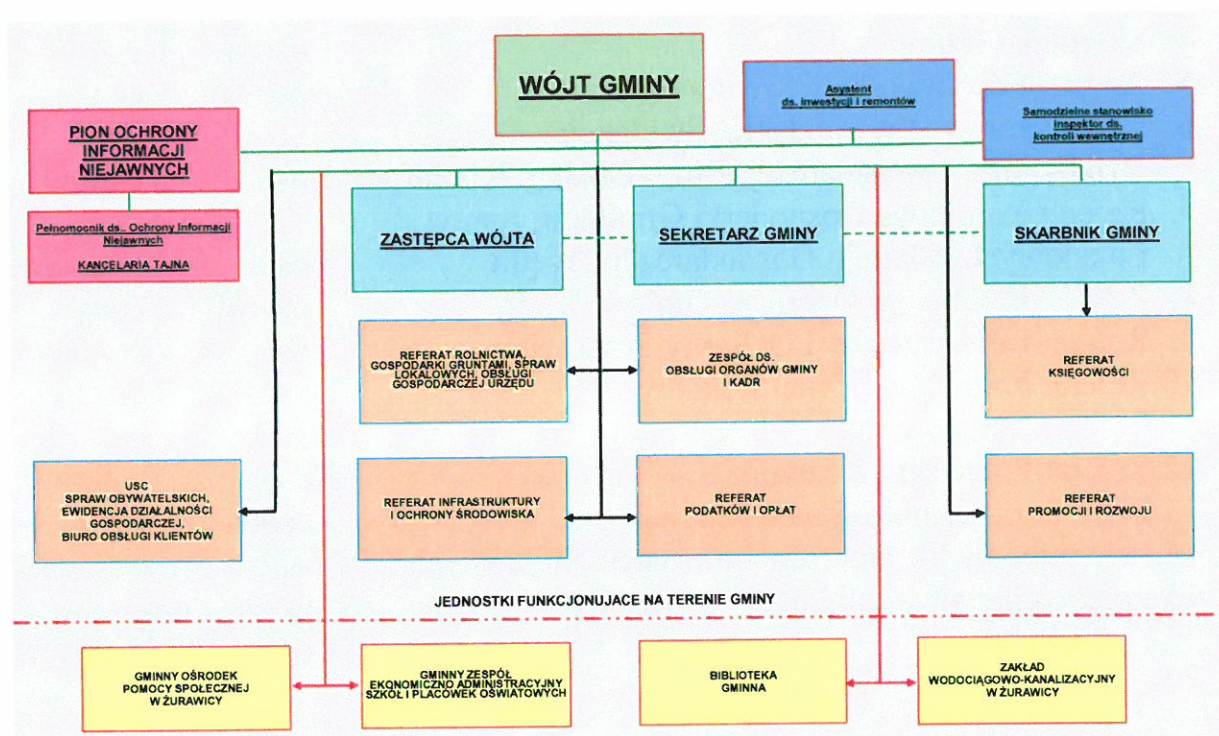 WÓJT GMINY
Asystent
ds. inwestycji i remontów
Samodzielne stanowisko
inspektor ds.
kontroli wewnętrznej
PION OCHRONY
INFORMACJI
NIEJAWNYCH
Pełnomocnik ds.. Ochrony Informacji
Niejawnych
KANCELARIA TAJNA
ZASTĘPCA WÓJTA
SEKRETARZ GMINY
SKARBNIK GMINY
REFERAT ROLNICTWA,
GOSPODARKI GRUNTAMI, SPRAW
LOKALOWYCH, OBSŁUGI
GOSPODARCZEJ URZĘDU
ZESPÓŁ DS.
OBSŁUGI ORGANÓW GMINY
I KADR
REFERAT
KSIĘGOWOŚCI
USC
SPRAW OBYWATELSKICH,
EWIDENCJA DZIAŁALNOŚCI
GOSPODARCZEJ,
BIURO OBSŁUGI KLIENTÓW
REFERAT INFRASTRUKTURY
I OCHRONY ŚRODOWISKA
REFERAT
PODATKÓW I OPŁAT
REFERAT
PROMOCJI I ROZWOJU
JEDNOSTKI FUNKCJONUJACE NA TERENIE GMINY
GMINNY OŚRODEK
POMOCY SPOŁECZNEJ
W ŻURAWICY
GMINNY ZESPÓŁ
EKONOMICZNO ADMINISTRACYJNY
SZKÓŁ I PLACÓWEK OŚWIATOWYCH
BIBLIOTEKA
GMINNA
ZAKŁAD
WODOCIĄGOWO-KANALIZACYJNY
W ŻURAWICY